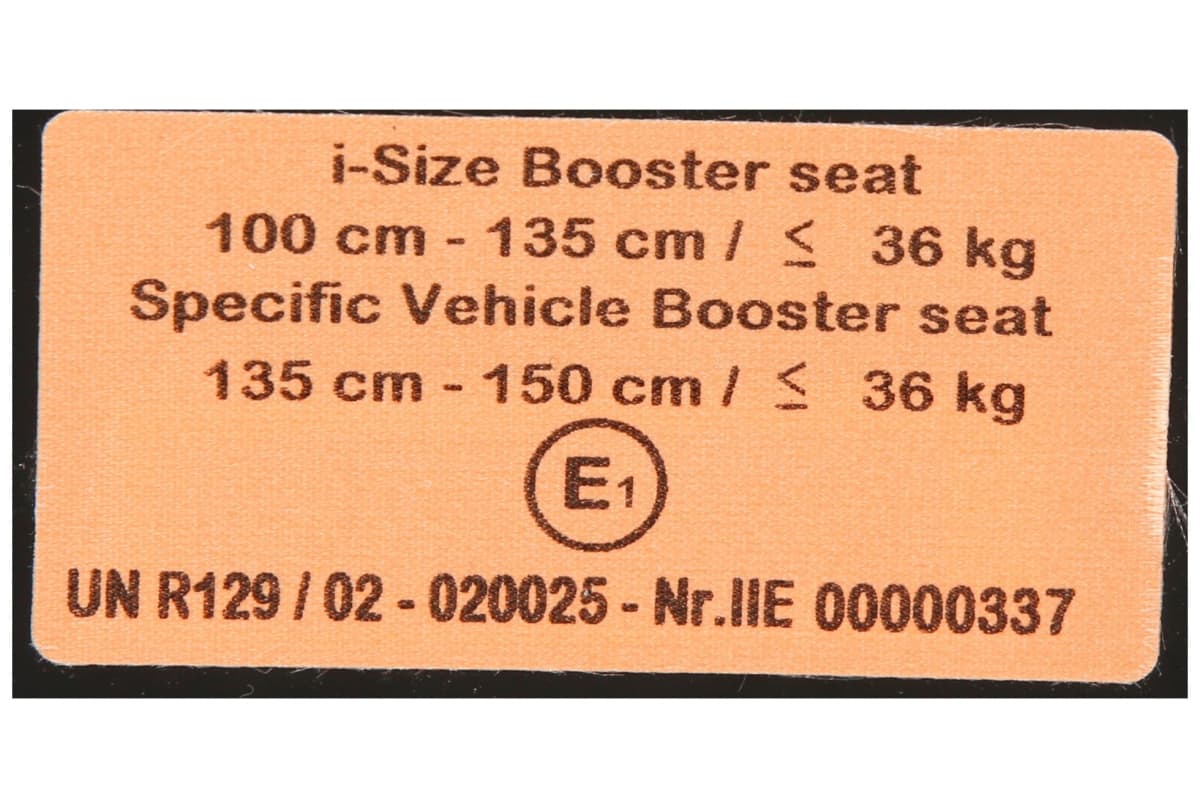 i-Size Booster seat
100 cm - 135 cm / ≤ 36 kg
Specific Vehicle Booster seat
135 cm - 150 cm / ≤ 36 kg
E1
UN R129 / 02 - 020025 - Nr.IIE 00000337